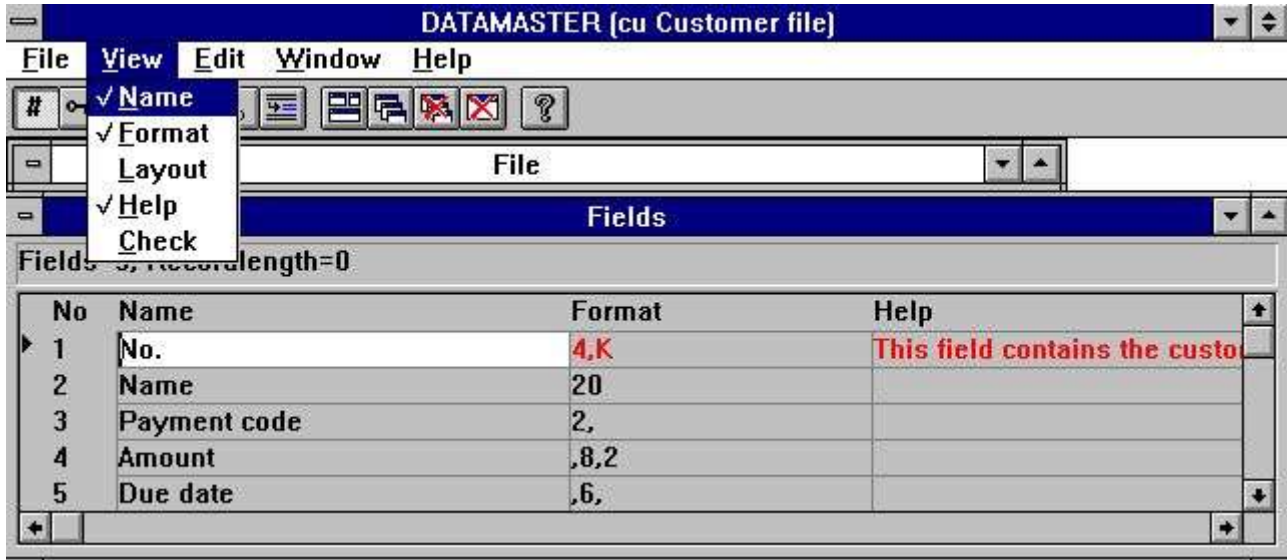 DATAMASTER (cu Customer file)
File View Edit Window Help
# ?
√ Name
√ Format
Layout
√ Help
Check
File
Fields
Recordlength=0
No Name Format Help
1 No. 4,K This field contains the custo
2 Name 20
3 Payment code 2,
4 Amount ,8,2
5 Due date ,6,